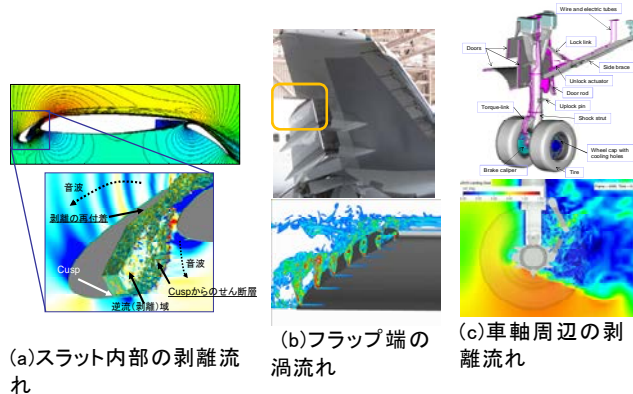 音波
剥離の再付着
Cusp
音波
Cuspからのせん断層
逆流(剥離)域
(a)スラット内部の剥離流
れ
(b)フラップ端の
渦流れ
Wire and electric tubes
Doors
Lock link
Side brace
Unlock actuator
Door rod
Uplock pin
Torque-link
Shock strut
Wheel cap with
cooling holes
Brake caliper
Tire
(c)車軸周辺の剥
離流れ